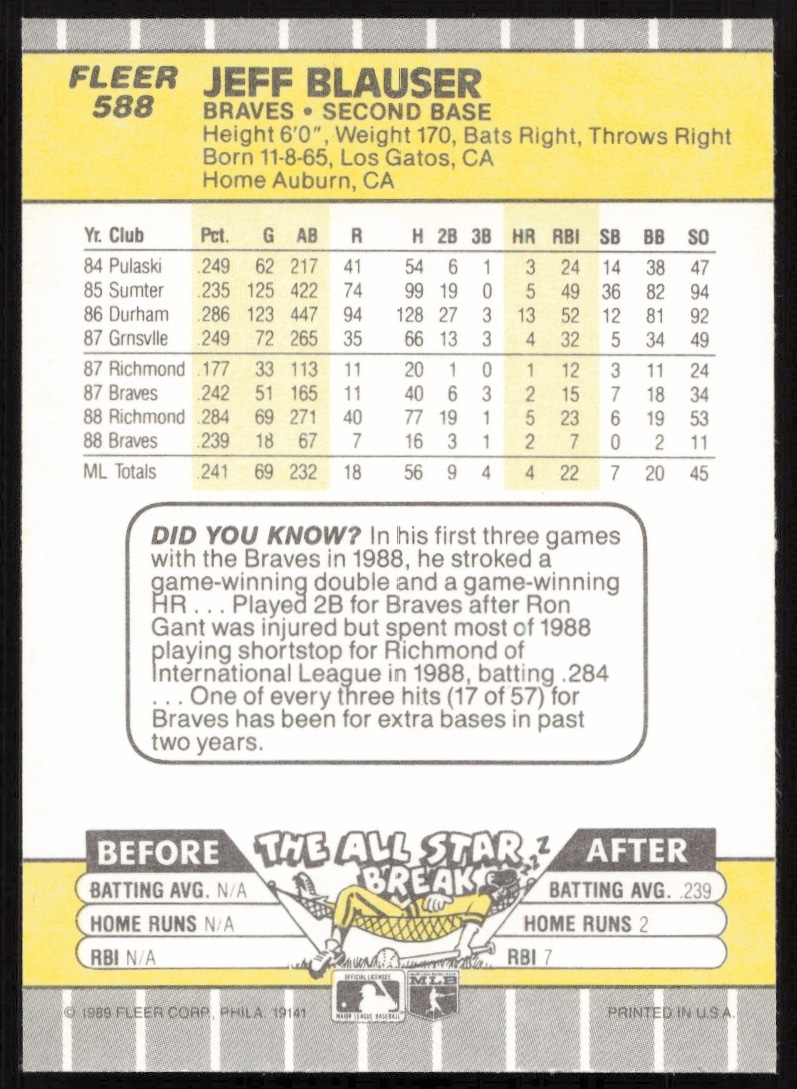 FLEER
588
JEFF BLAUSER
BRAVES • SECOND BASE
Height 6'0", Weight 170, Bats Right, Throws Right
Born 11-8-65, Los Gatos, CA
Home Auburn, CA
Yr. Club Pct. G AB R H 2B 3B HR RBI SB BB SO
84 Pulaski .249 62 217 41 54 6 1 3 24 14 38 47
85 Sumter .235 125 422 74 99 19 0 5 49 36 82 94
86 Durham .286 123 447 94 128 27 3 13 52 12 81 92
87 Grnsvlle .249 72 265 35 66 13 3 4 32 5 34 49
87 Richmond .177 33 113 11 20 1 0 1 12 3 11 24
87 Braves .242 51 165 11 40 6 3 2 15 7 18 34
88 Richmond .284 69 271 40 77 19 1 5 23 6 19 53
88 Braves .239 18 67 7 16 3 1 2 7 0 2 11
ML Totals .241 69 232 18 56 9 4 4 22 7 20 45
DID YOU KNOW? In his first three games
with the Braves in 1988, he stroked a
game-winning double and a game-winning
HR . . . Played 2B for Braves after Ron
Gant was injured but spent most of 1988
playing shortstop for Richmond of
International League in 1988, batting .284
. . . One of every three hits (17 of 57) for
Braves has been for extra bases in past
two years.
BEFORE
THE ALL STAR
BREAK
ZZZZ
AFTER
BATTING AVG. N/A
BATTING AVG. .239
HOME RUNS N/A
HOME RUNS 2
RBI N/A
RBI 7
OFFICIAL LICENSEE
MAJOR LEAGUE BASEBALL
MLB
© 1989 FLEER CORP., PHILA. 19141
PRINTED IN U.S.A.